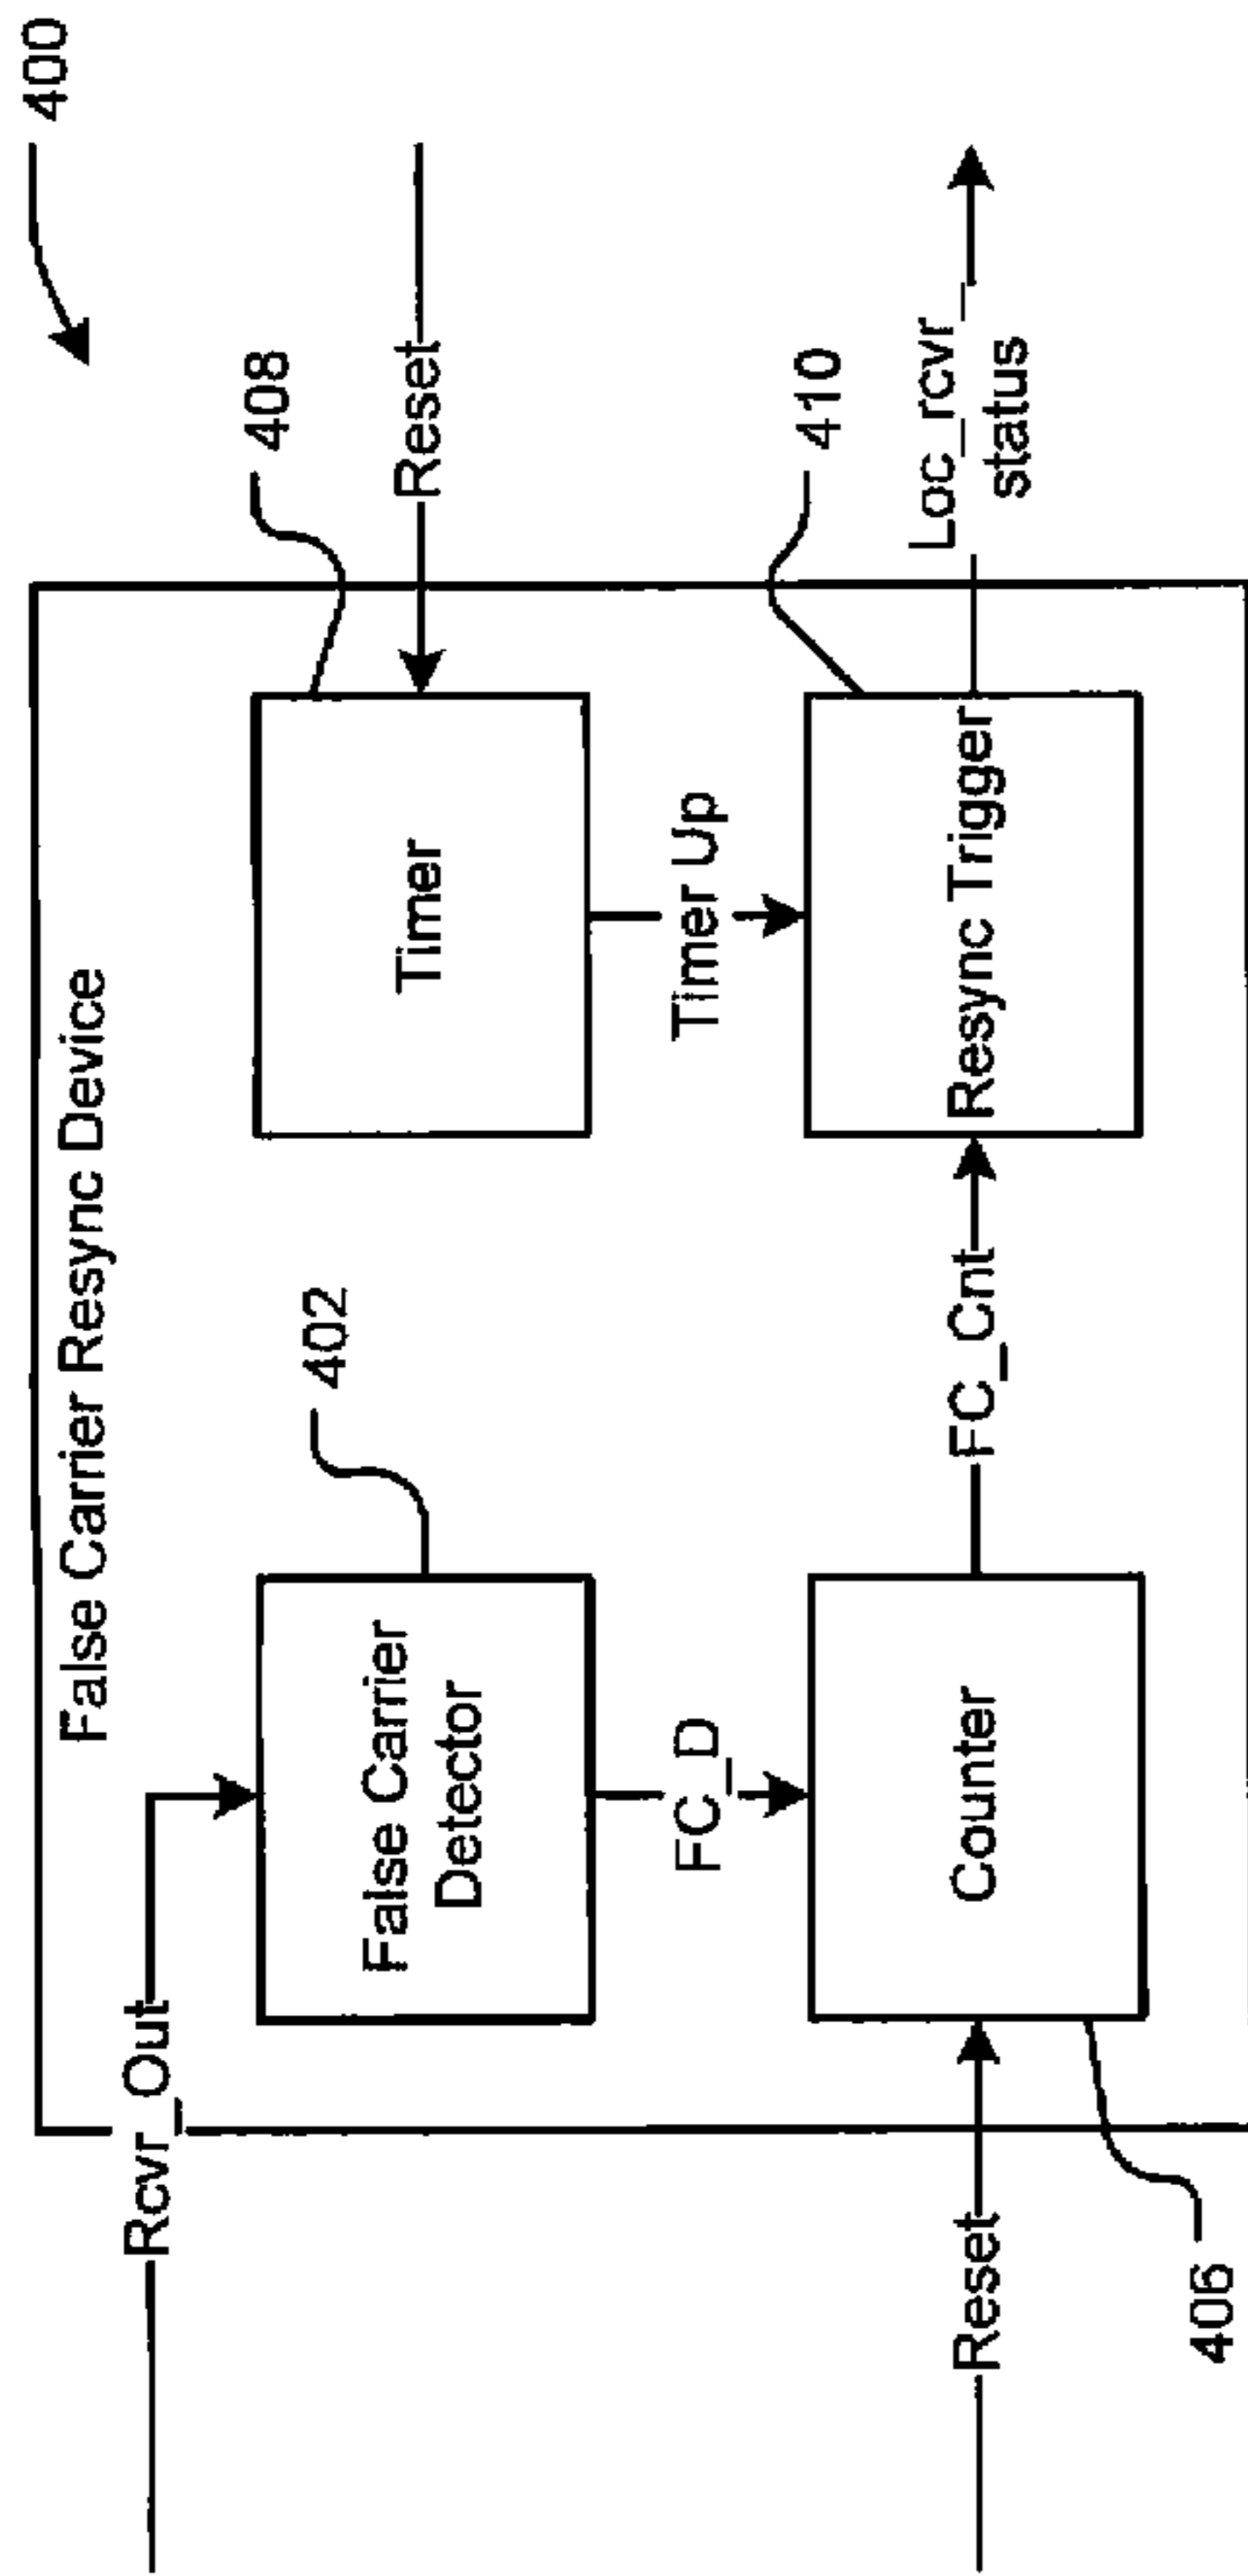 400
False Carrier Resync Device
Rcvr_Out
False Carrier
Detector
402
Timer
408
Reset
FC_D
Timer Up
Reset
Counter
406
FC_Cnt
Resync Trigger
410
Loc_rcvr_
status